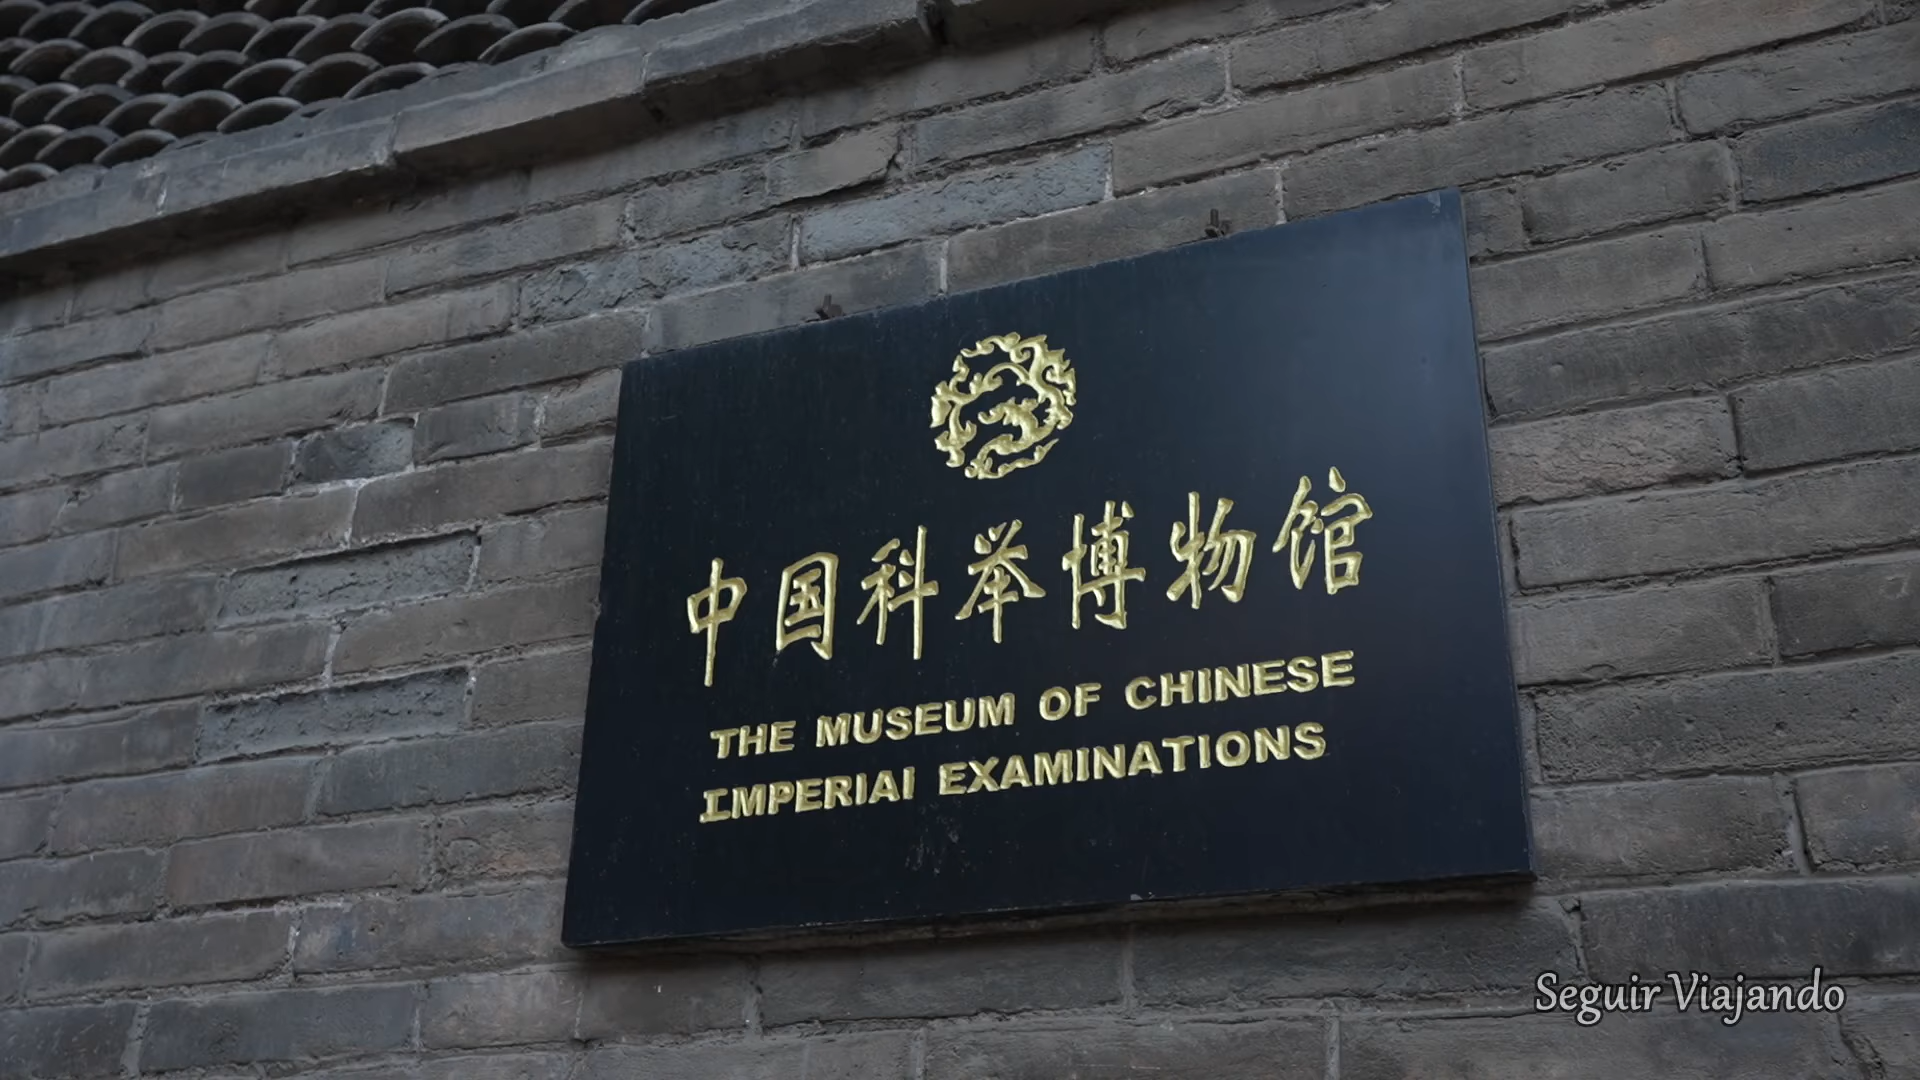 中国科举博物馆
THE MUSEUM OF CHINESE
IMPERIAI EXAMINATIONS
Seguir Viajando